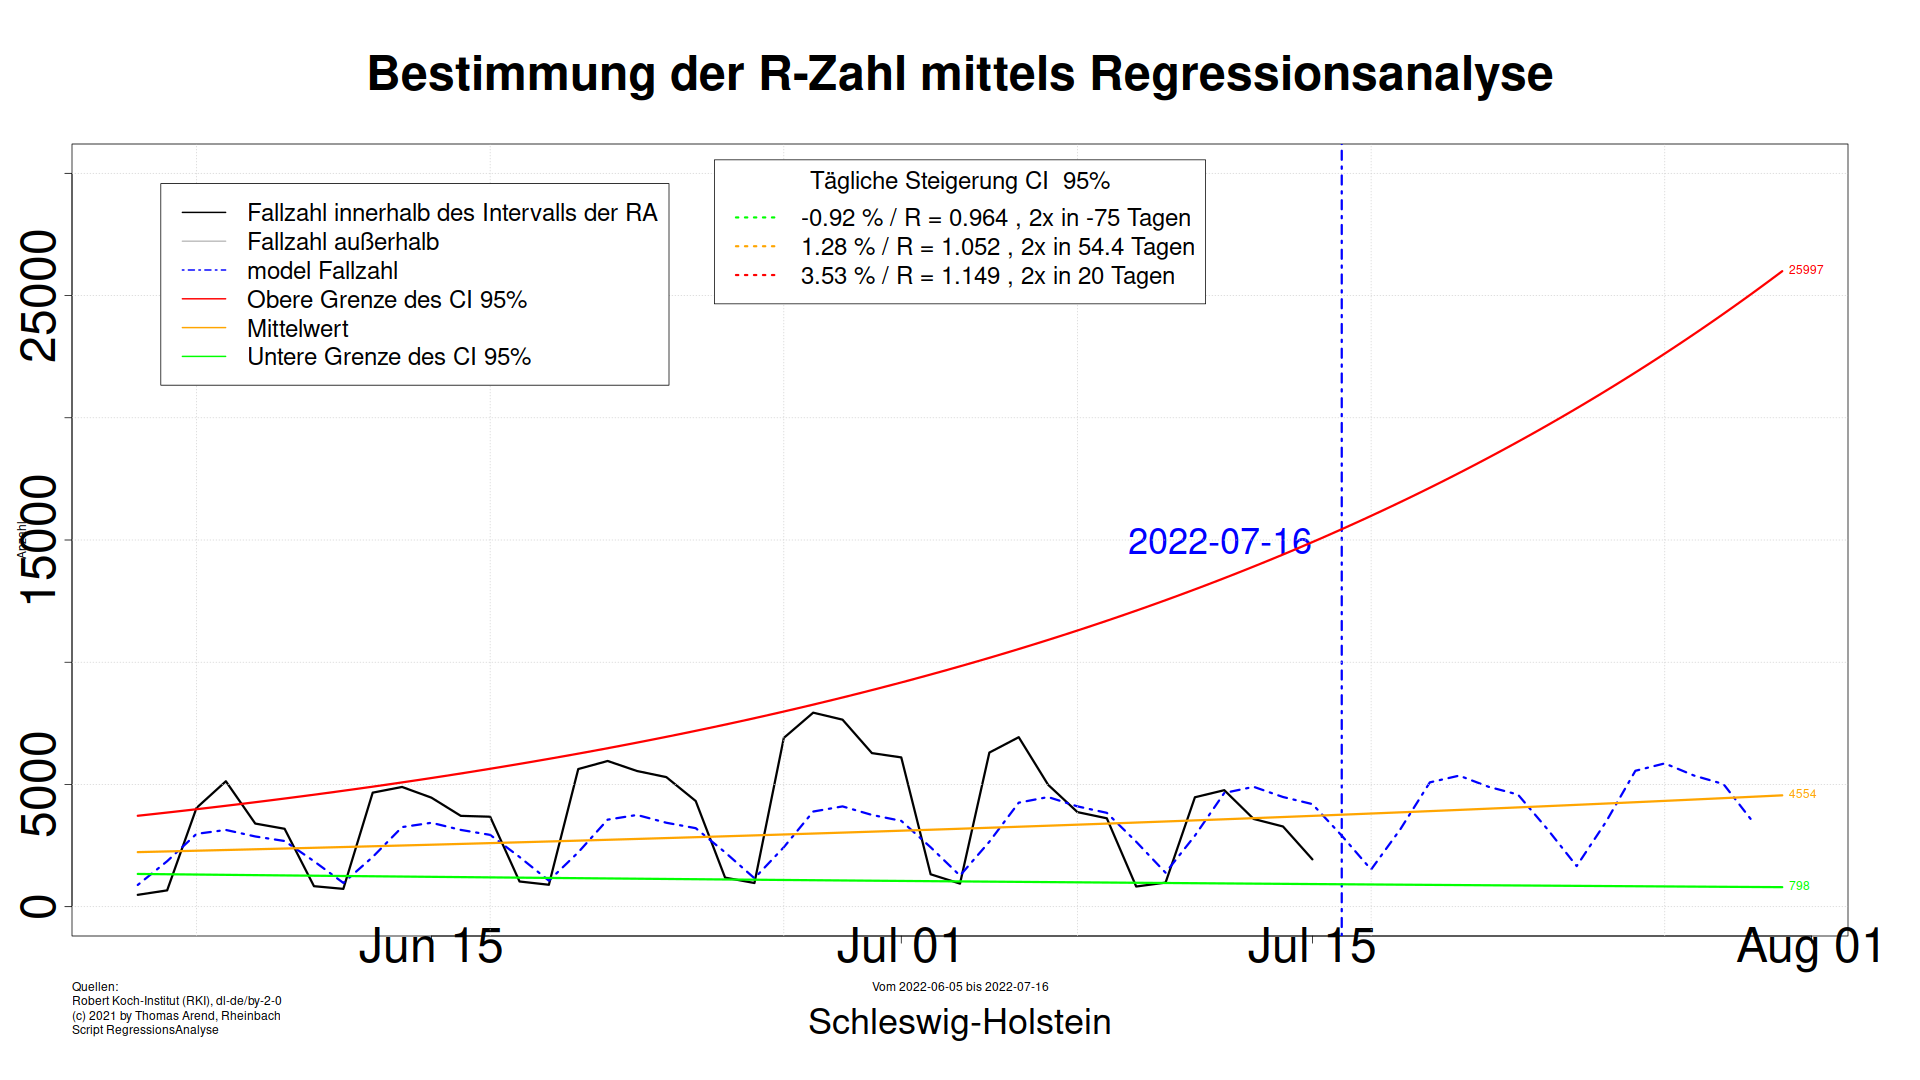 Bestimmung der R-Zahl mittels Regressionsanalyse
Fallzahl innerhalb des Intervalls der RA
Fallzahl außerhalb
model Fallzahl
Obere Grenze des CI 95%
Mittelwert
Untere Grenze des CI 95%
Tägliche Steigerung CI  95%
-0.92 % / R = 0.964 , 2x in -75 Tagen
1.28 % / R = 1.052 , 2x in 54.4 Tagen
3.53 % / R = 1.149 , 2x in 20 Tagen
25000
15000
5000
0
Anzahl
25997
2022-07-16
4554
798
Jun 15
Jul 01
Jul 15
Aug 01
Quellen:
Robert Koch-Institut (RKI), dl-de/by-2-0
(c) 2021 by Thomas Arend, Rheinbach
Script RegressionsAnalyse
Vom 2022-06-05 bis 2022-07-16
Schleswig-Holstein